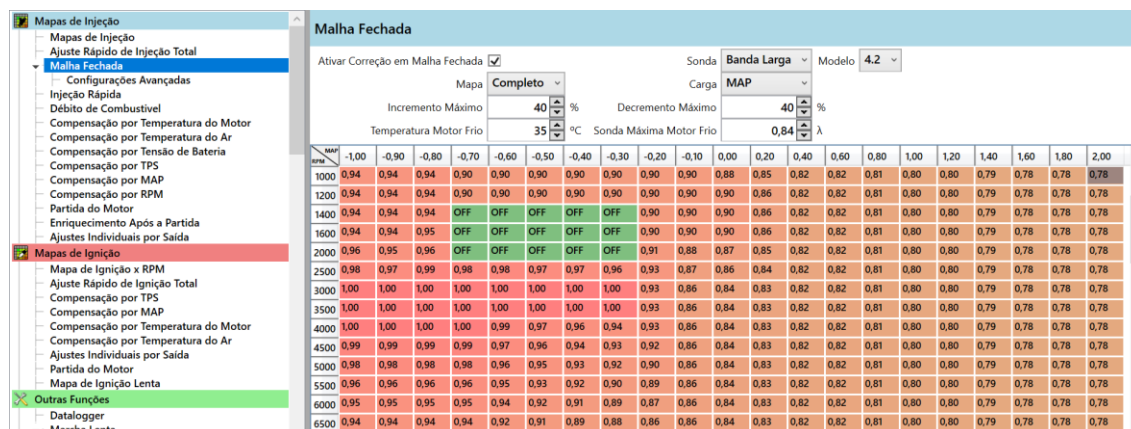 Mapas de Injeção
Mapas de Injeção
Ajuste Rápido de Injeção Total
Malha Fechada
Configurações Avançadas
Injeção Rápida
Débito de Combustivel
Compensação por Temperatura do Motor
Compensação por Temperatura do Ar
Compensação por Tensão de Bateria
Compensação por TPS
Compensação por MAP
Compensação por RPM
Partida do Motor
Enriquecimento Após a Partida
Ajustes Individuais por Saída
Mapas de Ignição
Mapa de Ignição x RPM
Ajuste Rápido de Ignição Total
Compensação por TPS
Compensação por MAP
Compensação por Temperatura do Motor
Compensação por Temperatura do Ar
Ajustes Individuais por Saída
Partida do Motor
Mapa de Ignição Lenta
Outras Funções
Datalogger
Malha Fechada
Ativar Correção em Malha Fechada Sonda Banda Larga Modelo 4.2
Mapa Completo Carga MAP
Incremento Máximo 40 % Decremento Máximo 40 %
Temperatura Motor Frio 35 ºC Sonda Máxima Motor Frio 0,84 λ
MAP RPM -1,00 -0,90 -0,80 -0,70 -0,60 -0,50 -0,40 -0,30 -0,20 -0,10 0,00 0,20 0,40 0,60 0,80 1,00 1,20 1,40 1,60 1,80 2,00
1000 0,94 0,94 0,94 0,90 0,90 0,90 0,90 0,90 0,90 0,90 0,88 0,85 0,82 0,82 0,81 0,80 0,80 0,79 0,78 0,78 0,78
1200 0,94 0,94 0,94 0,90 0,90 0,90 0,90 0,90 0,90 0,90 0,90 0,86 0,82 0,82 0,81 0,80 0,80 0,79 0,78 0,78 0,78
1400 0,94 0,94 0,94 OFF OFF OFF OFF OFF 0,90 0,90 0,90 0,86 0,82 0,82 0,81 0,80 0,80 0,79 0,78 0,78 0,78
1600 0,94 0,94 0,95 OFF OFF OFF OFF OFF 0,90 0,90 0,90 0,86 0,82 0,82 0,81 0,80 0,80 0,79 0,78 0,78 0,78
2000 0,96 0,95 0,96 OFF OFF OFF OFF OFF 0,91 0,88 0,87 0,85 0,82 0,82 0,81 0,80 0,80 0,79 0,78 0,78 0,78
2500 0,98 0,97 0,99 0,98 0,98 0,97 0,97 0,96 0,93 0,87 0,86 0,84 0,82 0,82 0,81 0,80 0,80 0,79 0,78 0,78 0,78
3000 1,00 1,00 1,00 1,00 1,00 1,00 1,00 1,00 0,93 0,86 0,84 0,83 0,82 0,82 0,81 0,80 0,80 0,79 0,78 0,78 0,78
3500 1,00 1,00 1,00 1,00 1,00 1,00 1,00 1,00 0,93 0,86 0,84 0,83 0,82 0,82 0,81 0,80 0,80 0,79 0,78 0,78 0,78
4000 1,00 1,00 1,00 1,00 0,99 0,97 0,96 0,94 0,93 0,86 0,84 0,83 0,82 0,82 0,81 0,80 0,80 0,79 0,78 0,78 0,78
4500 0,99 0,99 0,99 0,99 0,97 0,96 0,94 0,93 0,92 0,86 0,84 0,83 0,82 0,82 0,81 0,80 0,80 0,79 0,78 0,78 0,78
5000 0,98 0,98 0,98 0,98 0,96 0,95 0,93 0,92 0,90 0,86 0,84 0,83 0,82 0,82 0,81 0,80 0,80 0,79 0,78 0,78 0,78
5500 0,96 0,96 0,96 0,96 0,95 0,93 0,92 0,90 0,89 0,86 0,84 0,83 0,82 0,82 0,81 0,80 0,80 0,79 0,78 0,78 0,78
6000 0,95 0,95 0,95 0,95 0,94 0,92 0,91 0,89 0,87 0,86 0,84 0,83 0,82 0,82 0,81 0,80 0,80 0,79 0,78 0,78 0,78
6500 0,94 0,94 0,94 0,94 0,92 0,91 0,89 0,88 0,86 0,86 0,84 0,83 0,82 0,82 0,81 0,80 0,80 0,79 0,78 0,78 0,78